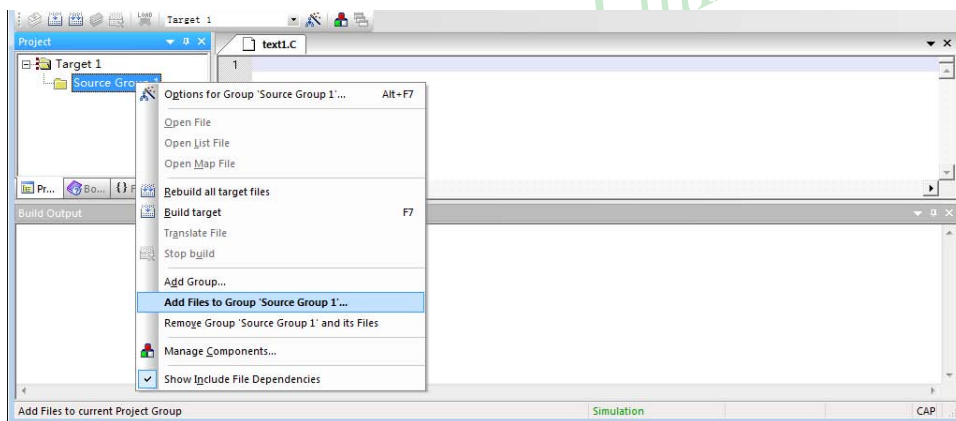 LOAD Target 1
Project
text1.C
Target 1
1
Source Gro
Options for Group 'Source Group 1'... Alt+F7
Open File
Open List File
Open Map File
Pr... Bo... {} F
Rebuild all target files
Build Output
Build target F7
Translate File
Stop build
Add Group...
Add Files to Group 'Source Group 1'...
Remove Group 'Source Group 1' and its Files
Manage Components...
Show Include File Dependencies
Add Files to current Project Group Simulation CAP